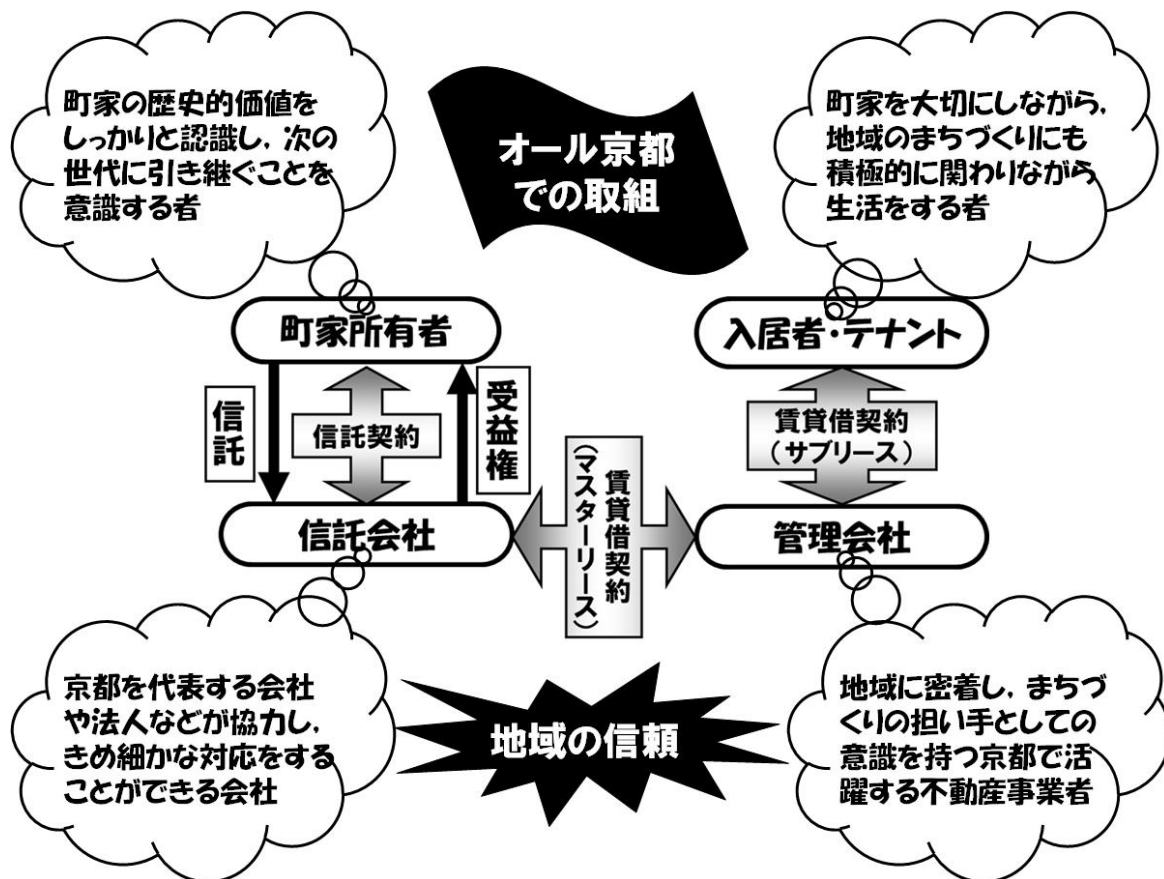 町家の歴史的価値を
しっかりと認識し，次の
世代に引き継ぐことを
意識する者
オール京都
での取組
町家を大切にしながら，
地域のまちづくりにも
積極的に関わりながら
生活をする者
町家所有者
入居者・テナント
信託
信託契約
受益権
賃貸借契約
（マスターリース）
賃貸借契約
（サブリース）
信託会社
管理会社
京都を代表する会社
や法人などが協力し，
きめ細かな対応をする
ことができる会社
地域の信頼
地域に密着し，まちづ
くりの担い手としての
意識を持つ京都で活
躍する不動産事業者